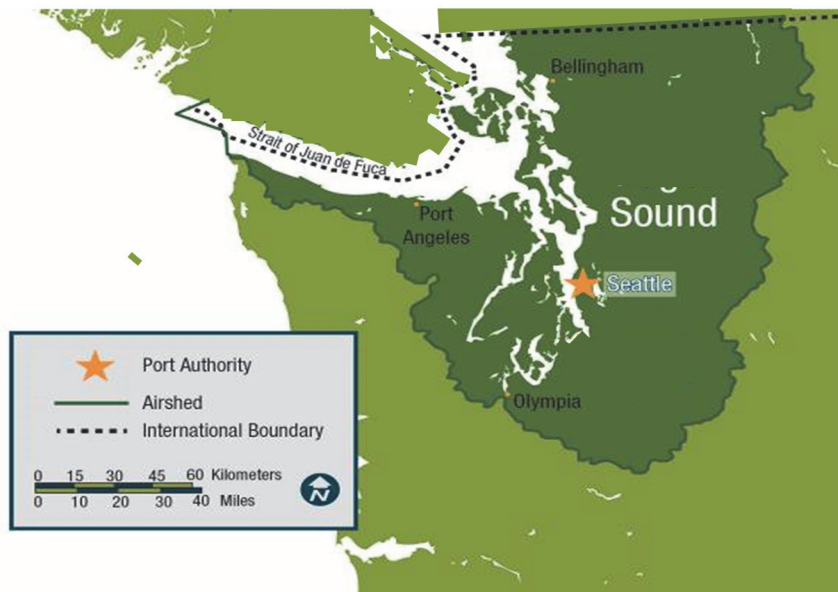 Bellingham
Strait of Juan de Fuca
Sound
Port
Angeles
Seattle
Olympia
Port Authority
Airshed
International Boundary
0 15 30 45 60 Kilometers
0 10 20 30 40 Miles
N